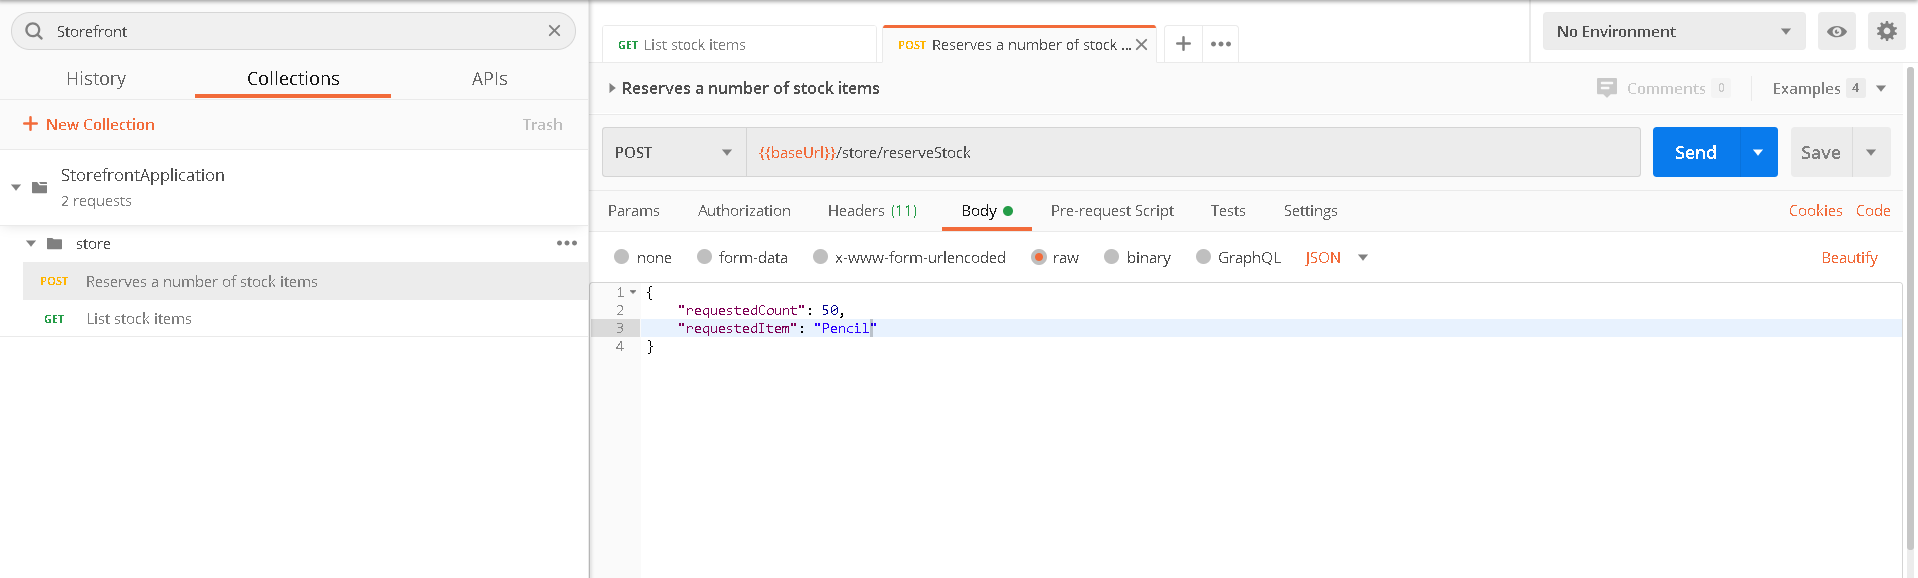 Storefront
History Collections APIs
+ New Collection Trash
StorefrontApplication
2 requests
store
POST Reserves a number of stock items
GET List stock items
GET List stock items
POST Reserves a number of stock ...
No Environment
Reserves a number of stock items
Comments 0 Examples 4
POST {{baseUrl}}/store/reserveStock Send Save
Params Authorization Headers (11) Body Pre-request Script Tests Settings Cookies Code
none form-data x-www-form-urlencoded raw binary GraphQL JSON Beautify
1 {
2 "requestedCount": 50,
3 "requestedItem": "Pencil"
4 }